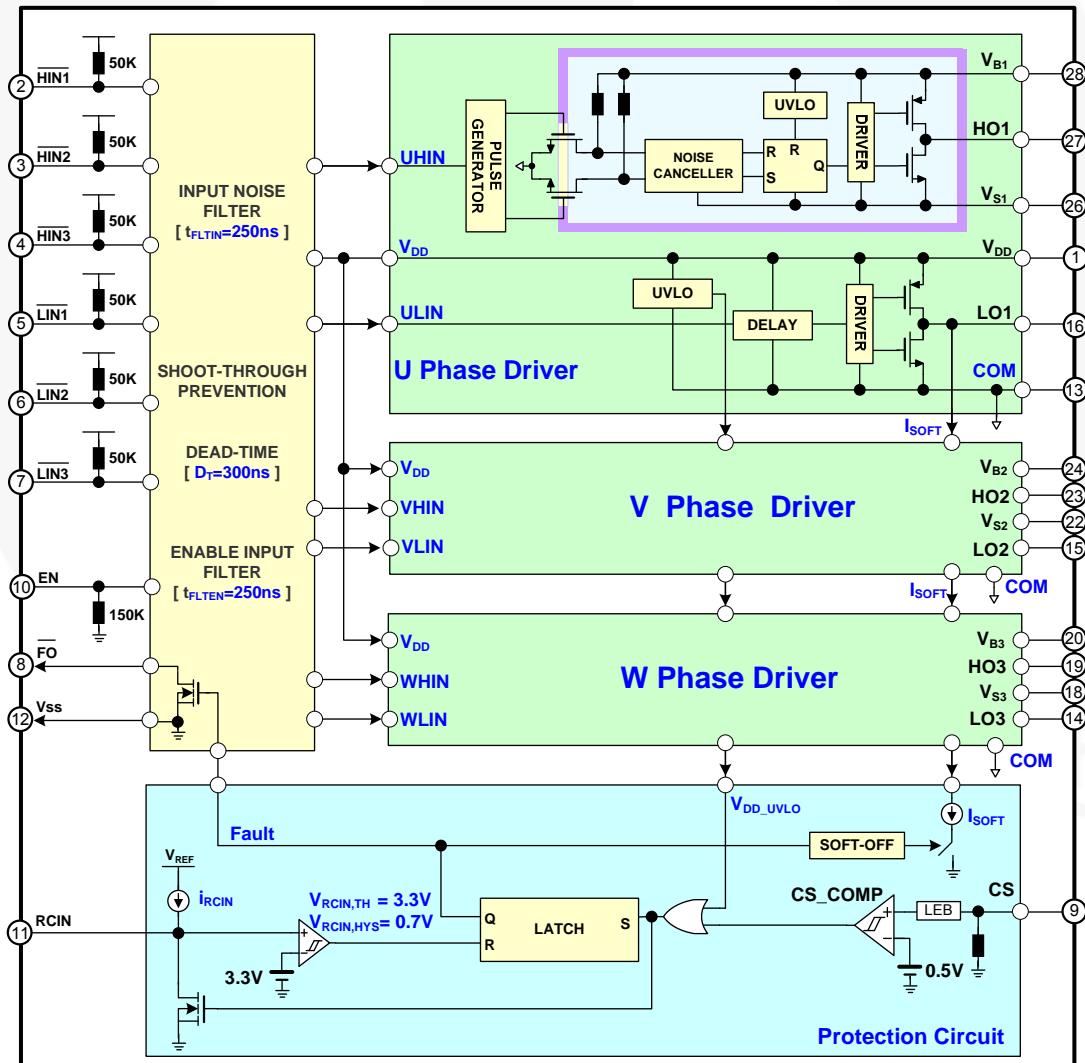 2
HIN1
50K
3
HIN2
50K
4
HIN3
50K
5
LIN1
50K
6
LIN2
50K
7
LIN3
50K
10
EN
150K
8
FO
12
Vss
INPUT NOISE
FILTER
[ tFLTIN=250ns ]
SHOOT-THROUGH
PREVENTION
DEAD-TIME
[ DT=300ns ]
ENABLE INPUT
FILTER
[ tFLTEN=250ns ]
UHIN
PULSE
GENERATOR
NOISE
CANCELLER
UVLO
R
R
S
Q
DRIVER
VB1
28
HO1
27
VS1
26
VDD
VDD
1
UVLO
ULIN
DELAY
DRIVER
LO1
16
U Phase Driver
COM
13
ISOFT
VDD
VHIN
VLIN
V Phase Driver
VB2
24
HO2
23
VS2
22
LO2
15
ISOFT
COM
VDD
WHIN
WLIN
W Phase Driver
VB3
20
HO3
19
VS3
18
LO3
14
COM
VDD_UVLO
ISOFT
Fault
SOFT-OFF
VREF
iRCIN
VRCIN,TH = 3.3V
VRCIN,HYS= 0.7V
CS_COMP
CS
9
LEB
11
RCIN
Q
R
LATCH
S
3.3V
0.5V
Protection Circuit